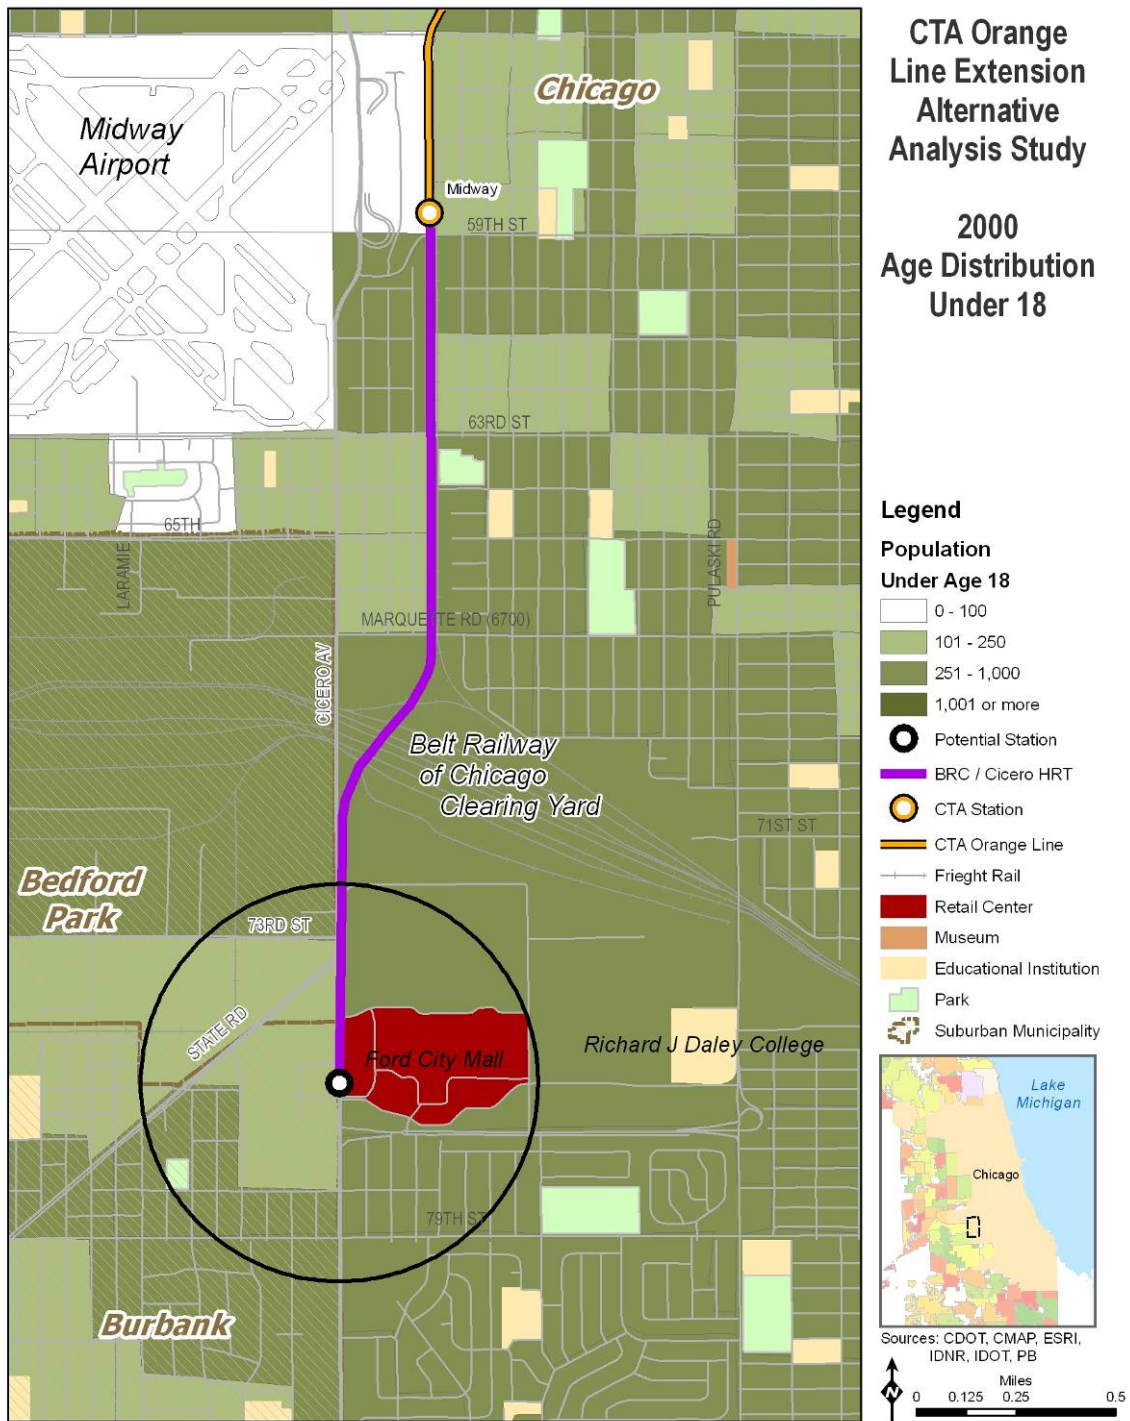 CTA Orange
Line Extension
Alternative
Analysis Study
2000
Age Distribution
Under 18
Chicago
Midway
Airport
Midway
59TH ST
63RD ST
65TH
LARAMIE
PULASKI RD
MARQUETTE RD (6700)
CICERO AV
Belt Railway
of Chicago
Clearing Yard
71ST ST
Bedford
Park
73RD ST
STATE RD
Ford City Mall
Richard J Daley College
79TH ST
Burbank
Legend
Population
Under Age 18
0 - 100
101 - 250
251 - 1,000
1,001 or more
Potential Station
BRC / Cicero HRT
CTA Station
CTA Orange Line
Frieght Rail
Retail Center
Museum
Educational Institution
Park
Suburban Municipality
Lake
Michigan
Chicago
Sources: CDOT, CMAP, ESRI,
IDNR, IDOT, PB
N
Miles
0 0.125 0.25 0.5